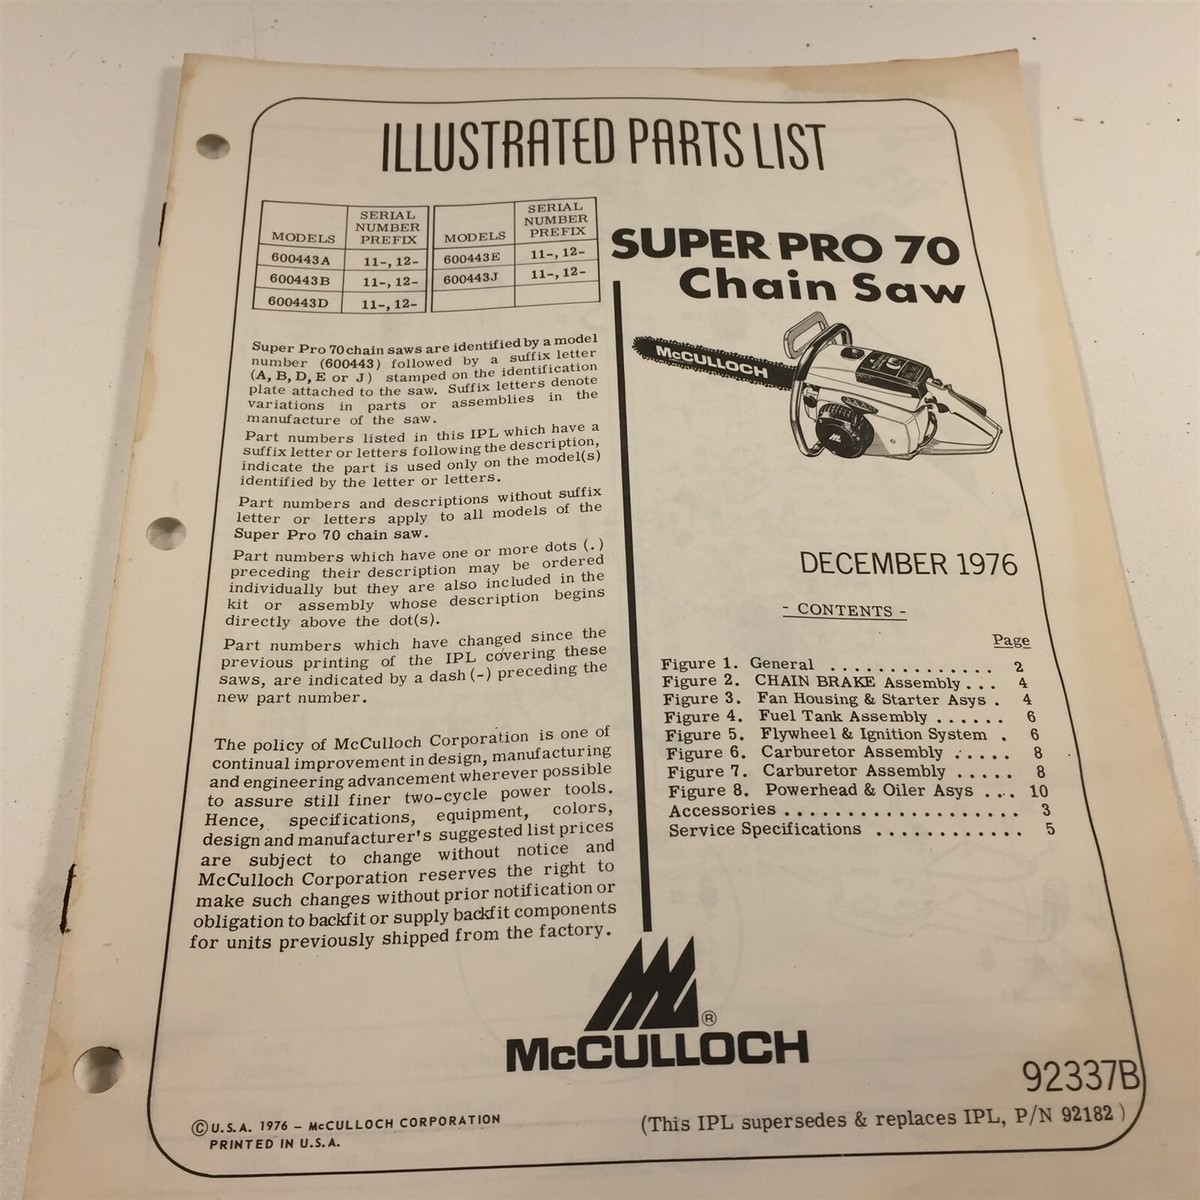 ILLUSTRATED PARTS LIST
MODELS SERIAL NUMBER PREFIX MODELS SERIAL NUMBER PREFIX
600443A 11-, 12- 600443E 11-, 12-
600443B 11-, 12- 600443J 11-, 12-
600443D 11-, 12-
SUPER PRO 70
Chain Saw
McCULLOCH
Super Pro 70 chain saws are identified by a model
number (600443) followed by a suffix letter
(A, B, D, E or J) stamped on the identification
plate attached to the saw. Suffix letters denote
variations in parts or assemblies in the
manufacture of the saw.
Part numbers listed in this IPL which have a
suffix letter or letters following the description,
indicate the part is used only on the model(s)
identified by the letter or letters.
Part numbers and descriptions without suffix
letter or letters apply to all models of the
Super Pro 70 chain saw.
Part numbers which have one or more dots (.)
preceding their description may be ordered
individually but they are also included in the
kit or assembly whose description begins
directly above the dot(s).
Part numbers which have changed since the
previous printing of the IPL covering these
saws, are indicated by a dash (-) preceding the
new part number.
The policy of McCulloch Corporation is one of
continual improvement in design, manufacturing
and engineering advancement wherever possible
to assure still finer two-cycle power tools.
Hence, specifications, equipment, colors,
design and manufacturer's suggested list prices
are subject to change without notice and
McCulloch Corporation reserves the right to
make such changes without prior notification or
obligation to backfit or supply backfit components
for units previously shipped from the factory.
DECEMBER 1976
- CONTENTS -
Page
Figure 1. General . . . . . . . . . . . . . . . 2
Figure 2. CHAIN BRAKE Assembly . . . 4
Figure 3. Fan Housing & Starter Asys . 4
Figure 4. Fuel Tank Assembly . . . . . . 6
Figure 5. Flywheel & Ignition System . 6
Figure 6. Carburetor Assembly . . . . . 8
Figure 7. Carburetor Assembly . . . . . 8
Figure 8. Powerhead & Oiler Asys . . . 10
Accessories . . . . . . . . . . . . . . . . . . . 3
Service Specifications . . . . . . . . . . . . 5
®
McCULLOCH
92337B
(This IPL supersedes & replaces IPL, P/N 92182 )
© U.S.A. 1976 – McCULLOCH CORPORATION
PRINTED IN U.S.A.